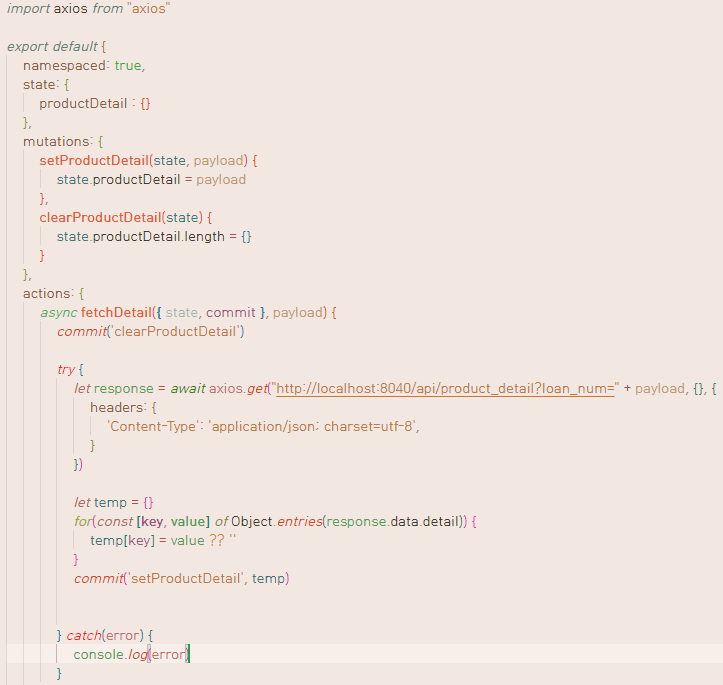 import axios from "axios"
export default {
namespaced: true,
state: {
productDetail : {}
},
mutations: {
setProductDetail(state, payload) {
state.productDetail = payload
},
clearProductDetail(state) {
state.productDetail.length = {}
}
},
actions: {
async fetchDetail({ state, commit }, payload) {
commit('clearProductDetail')
try {
let response = await axios.get("http://localhost:8040/api/product_detail?loan_num=" + payload, {}, {
headers: {
'Content-Type': 'application/json; charset=utf-8',
}
})
let temp = {}
for(const [key, value] of Object.entries(response.data.detail)) {
temp[key] = value ?? ''
}
commit('setProductDetail', temp)
} catch(error) {
console.log(error)
}